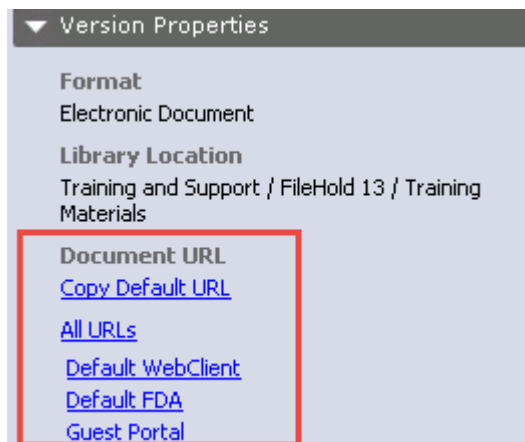 Version Properties
Format
Electronic Document
Library Location
Training and Support / FileHold 13 / Training
Materials
Document URL
Copy Default URL
All URLs
Default WebClient
Default FDA
Guest Portal